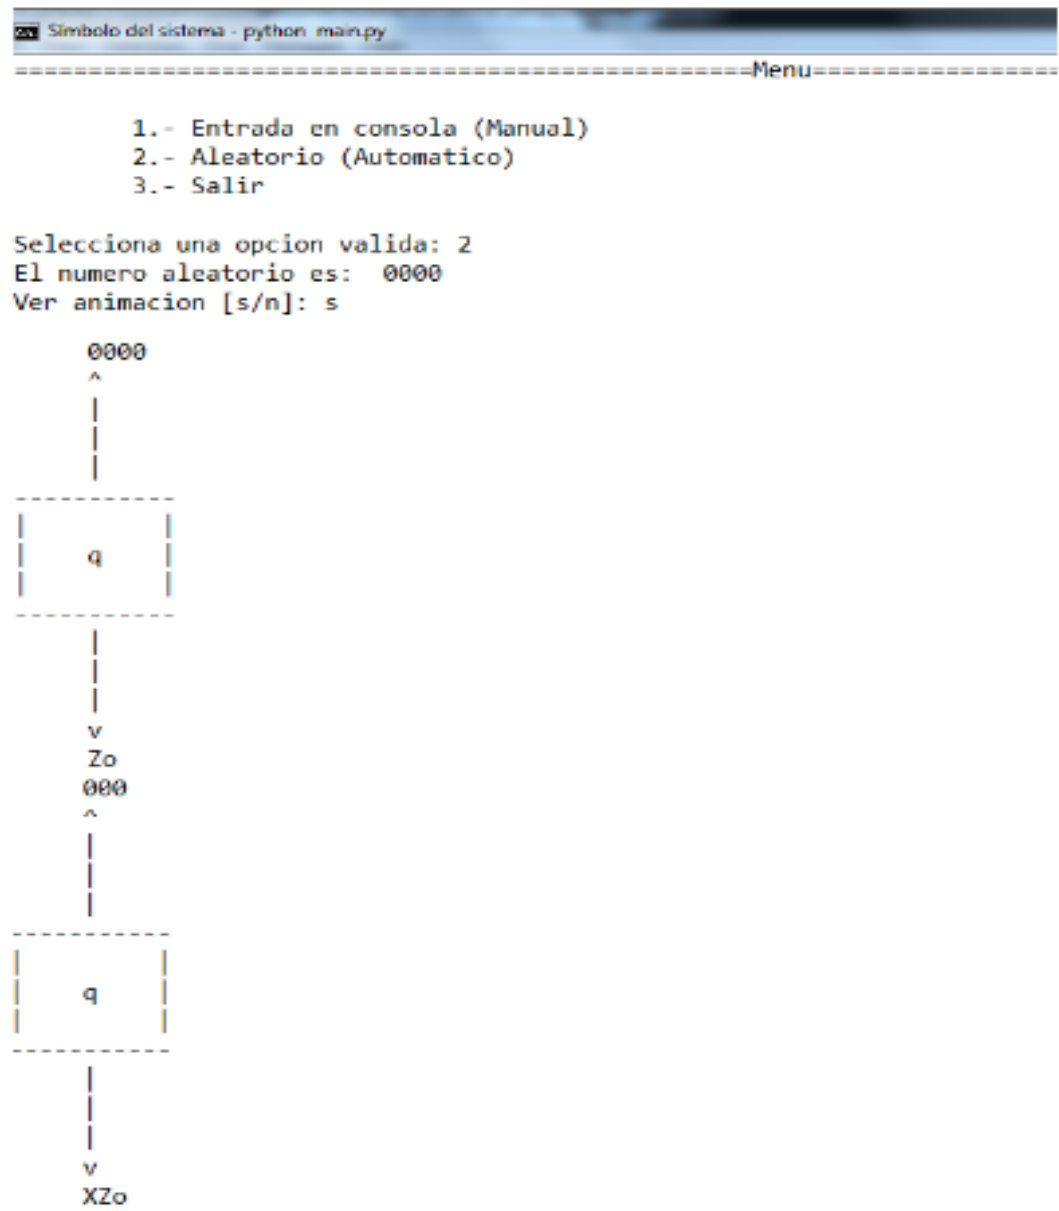 Símbolo del sistema - python main.py
==================================================Menu=================
1.- Entrada en consola (Manual)
2.- Aleatorio (Automatico)
3.- Salir
Selecciona una opcion valida: 2
El numero aleatorio es:  0000
Ver animacion [s/n]: s
0000
^
|
|
|
-----------
|         |
|    q    |
|         |
-----------
|
|
|
v
Zo
000
^
|
|
|
-----------
|         |
|    q    |
|         |
-----------
|
|
|
v
XZo